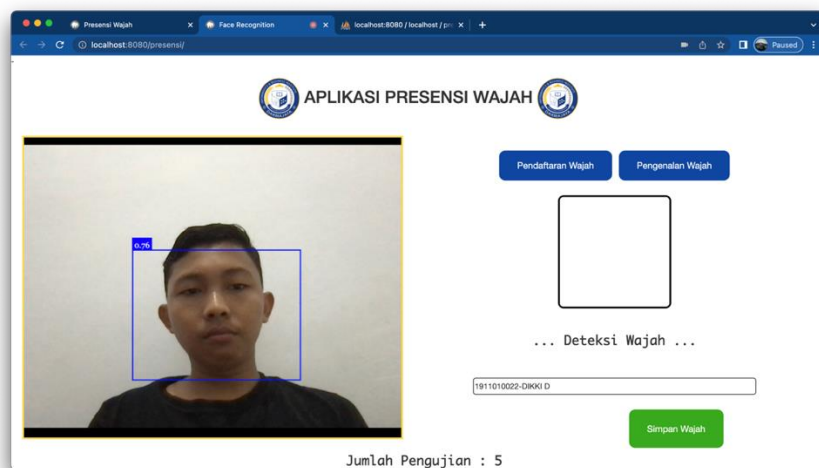 Presensi Wajah
Face Recognition
localhost:8080 / localhost / pre
localhost:8080/presensi/
Paused
APLIKASI PRESENSI WAJAH
Pendaftaran Wajah
Pengenalan Wajah
0.76
... Deteksi Wajah ...
1911010022-DIKKI D
Simpan Wajah
Jumlah Pengujian : 5